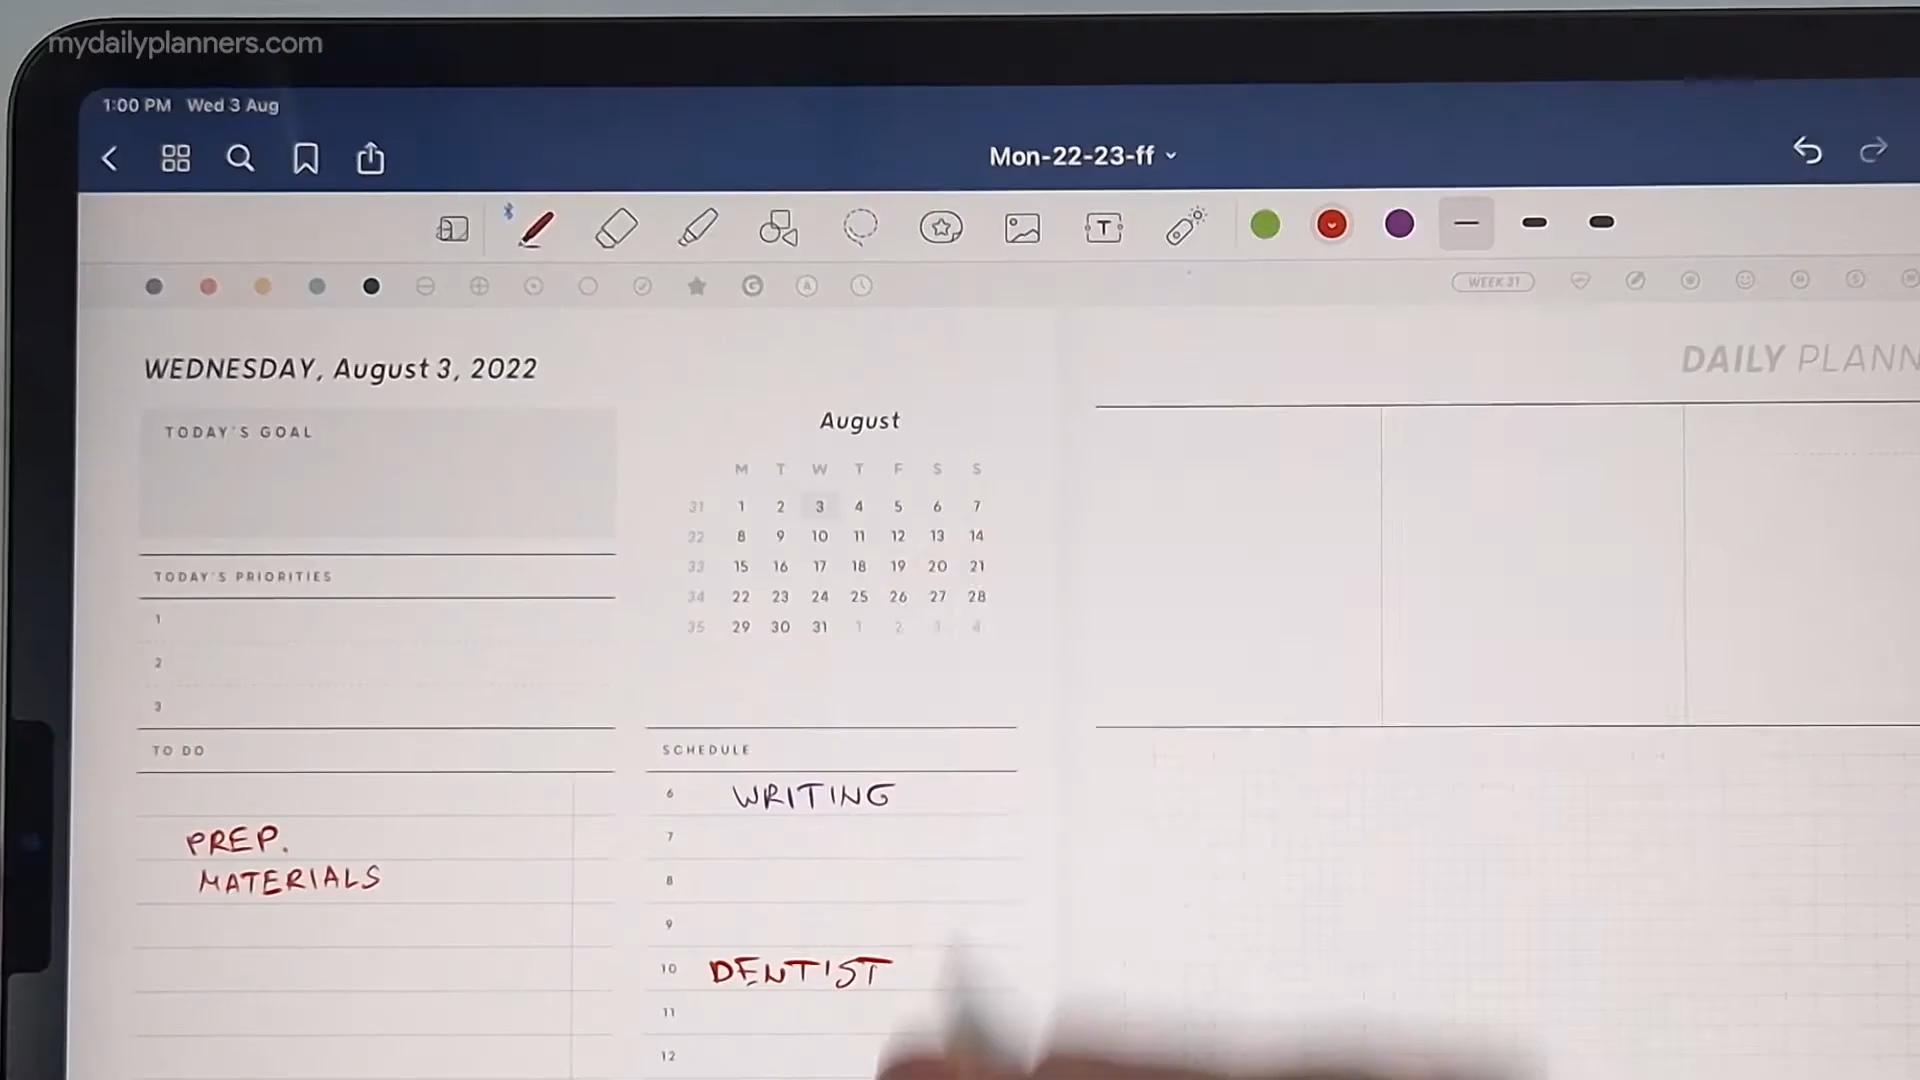 mydailyplanners.com
1:00 PM Wed 3 Aug
Mon-22-23-ff
T
G
A
WEEK 31
WEDNESDAY, August 3, 2022
DAILY PLANN
TODAY'S GOAL
August
M T W T F S S
31 1 2 3 4 5 6 7
32 8 9 10 11 12 13 14
33 15 16 17 18 19 20 21
34 22 23 24 25 26 27 28
35 29 30 31 1 2 3 4
TODAY'S PRIORITIES
1
2
3
TO DO
PREP.
MATERIALS
SCHEDULE
6 WRITING
7
8
9
10 DENTIST
11
12